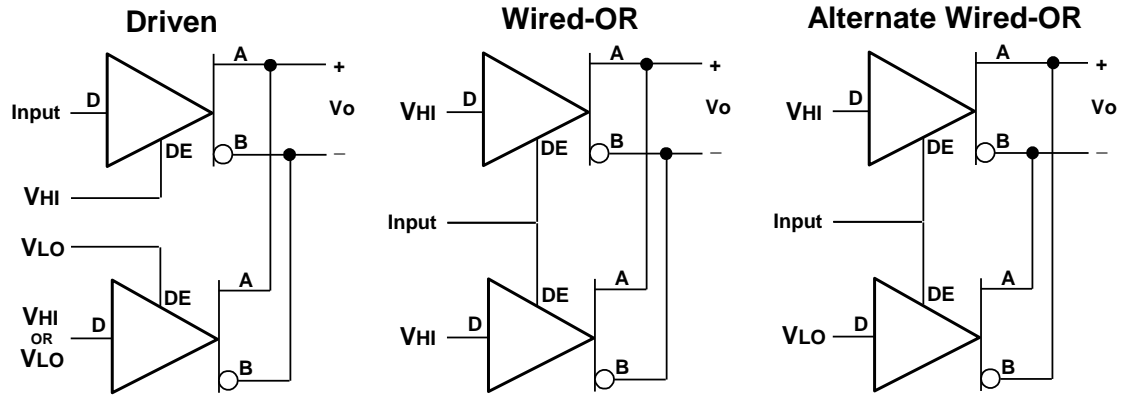 Driven
Input
D
A
B
DE
+
Vo
–
VHI
VLO
DE
A
VHI
OR
VLO
D
B
Wired-OR
VHI
D
A
B
DE
+
Vo
–
Input
DE
A
VHI
D
B
Alternate Wired-OR
VHI
D
A
B
DE
+
Vo
–
Input
DE
A
VLO
D
B